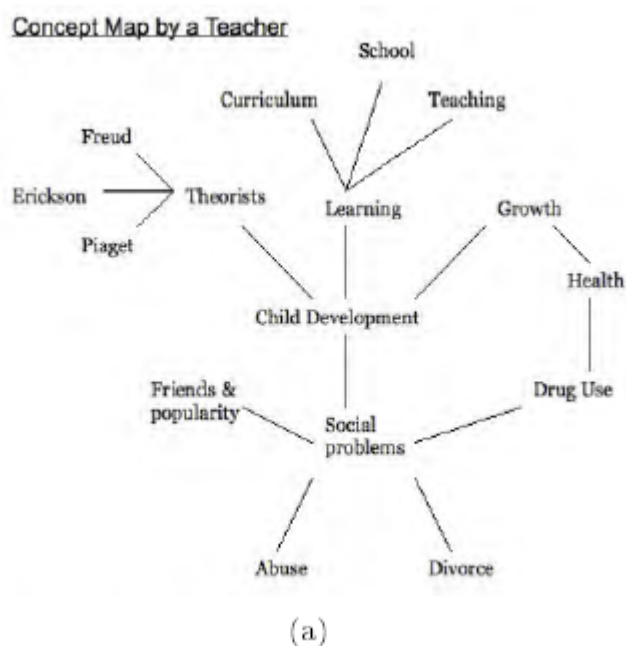 Concept Map by a Teacher
School
Curriculum
Teaching
Freud
Erickson
Theorists
Learning
Growth
Piaget
Health
Child Development
Friends &
popularity
Drug Use
Social
problems
Abuse
Divorce
(a)